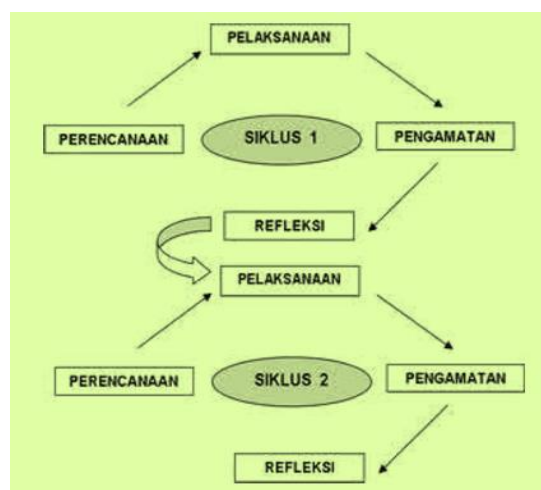 PELAKSANAAN
PERENCANAAN
SIKLUS 1
PENGAMATAN
REFLEKSI
PELAKSANAAN
PERENCANAAN
SIKLUS 2
PENGAMATAN
REFLEKSI